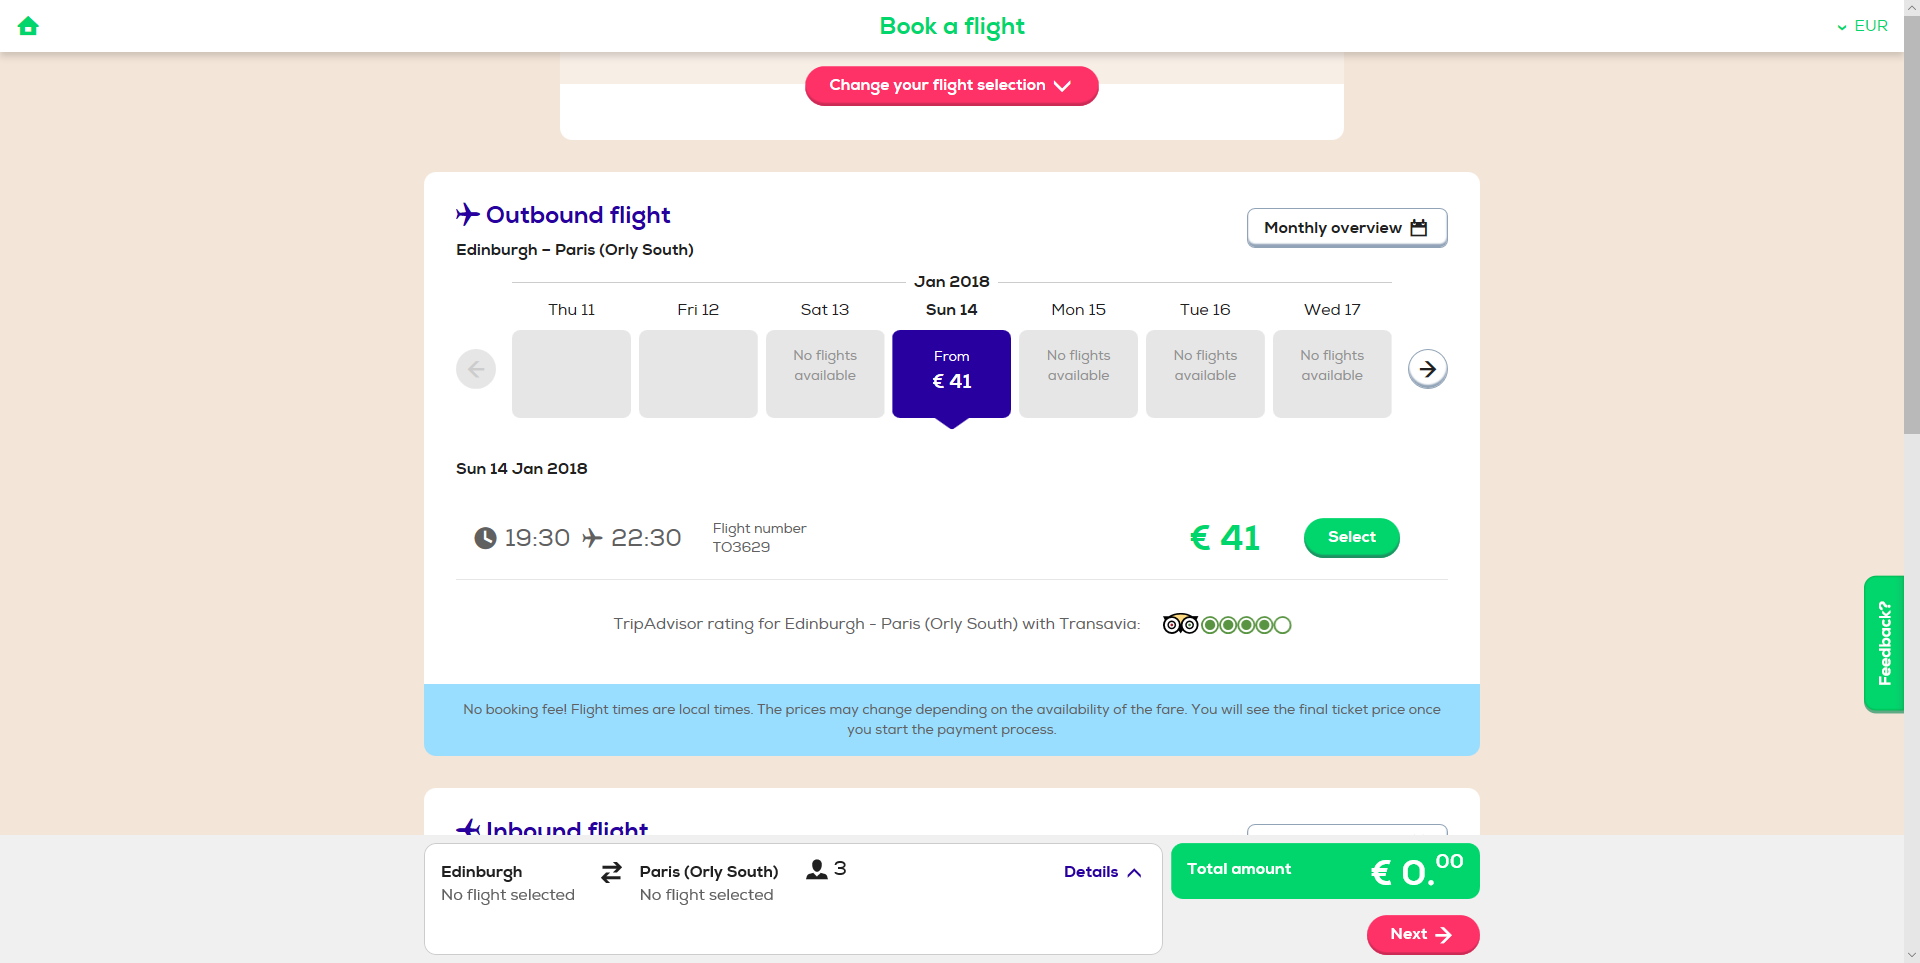 Book a flight
EUR
Change your flight selection
Outbound flight
Monthly overview
Edinburgh – Paris (Orly South)
Jan 2018
Thu 11
Fri 12
Sat 13
Sun 14
Mon 15
Tue 16
Wed 17
No flights
available
From
€ 41
No flights
available
No flights
available
No flights
available
Sun 14 Jan 2018
19:30
22:30
Flight number
TO3629
€ 41
Select
TripAdvisor rating for Edinburgh - Paris (Orly South) with Transavia:
Feedback?
No booking fee! Flight times are local times. The prices may change depending on the availability of the fare. You will see the final ticket price once
you start the payment process.
Inbound flight
Edinburgh
No flight selected
Paris (Orly South)
No flight selected
3
Details
Total amount
€ 0.00
Next